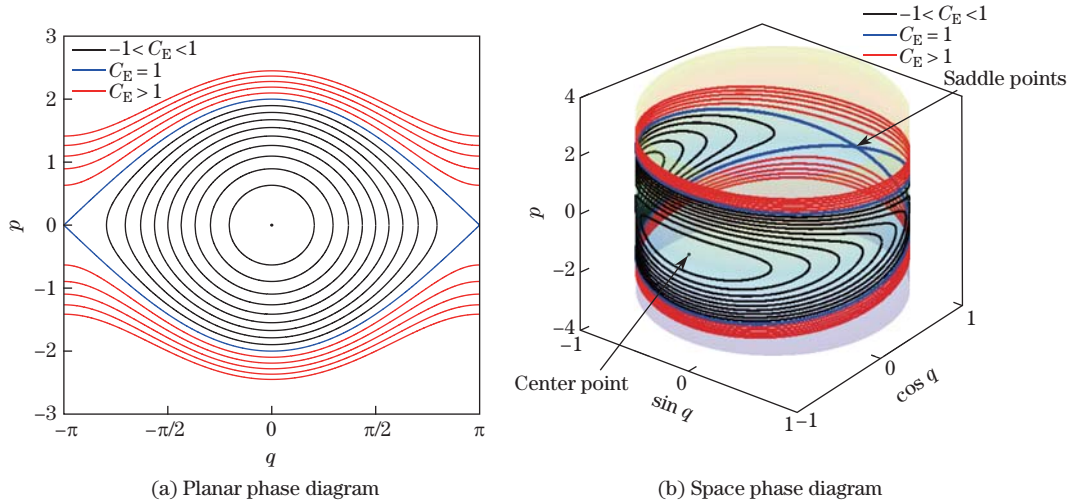 3
2
1
0
−1
−2
−3
p
−π
−π/2
0
π/2
π
q
−1< C_E <1
C_E = 1
C_E > 1
(a) Planar phase diagram
−1< C_E <1
C_E = 1
C_E > 1
Saddle points
4
2
0
−2
−4
p
−1
0
1
sin q
−1
0
1
cos q
Center point
(b) Space phase diagram